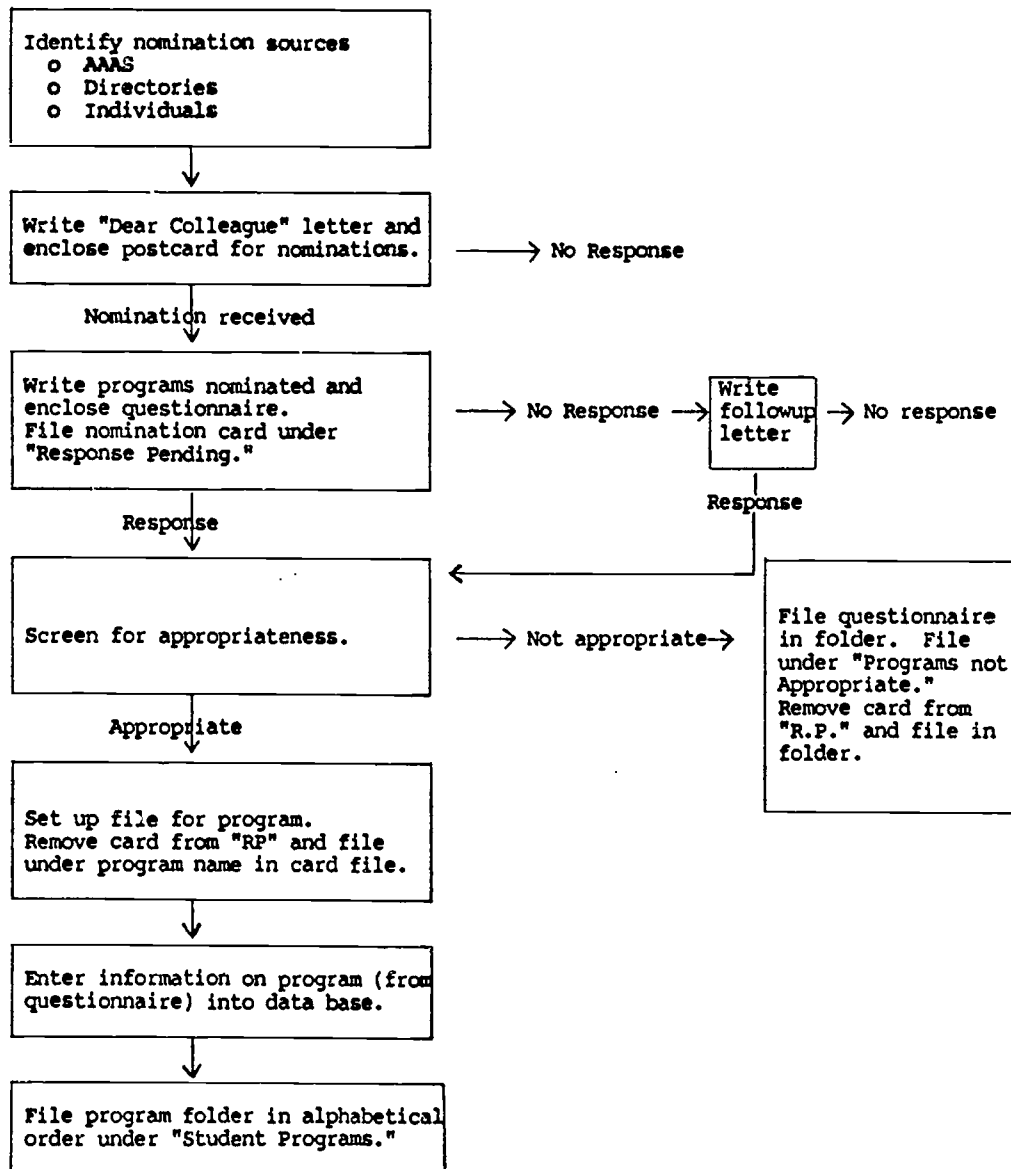 Identify nomination sources
o AAAS
o Directories
o Individuals
Write "Dear Colleague" letter and
enclose postcard for nominations.
No Response
Nomination received
Write programs nominated and
enclose questionnaire.
File nomination card under
"Response Pending."
No Response
Write
followup
letter
No response
Response
Response
Screen for appropriateness.
Not appropriate
File questionnaire
in folder. File
under "Programs not
Appropriate."
Remove card from
"R.P." and file in
folder.
Appropriate
Set up file for program.
Remove card from "RP" and file
under program name in card file.
Enter information on program (from
questionnaire) into data base.
File program folder in alphabetical
order under "Student Programs."